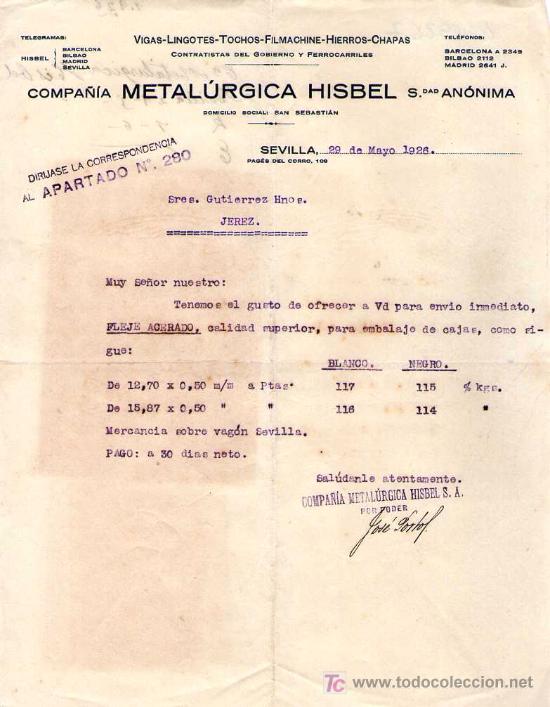 TELEGRAMAS:
VIGAS-LINGOTES-TOCHOS-FILMACHINE-HIERROS-CHAPAS
TELÉFONOS:
CONTRATISTAS DEL GOBIERNO Y FERROCARRILES
HISBEL
BARCELONA
BILBAO
MADRID
SEVILLA
BARCELONA A 2349
BILBAO 2112
MADRID 2641 J.
COMPAÑÍA METALÚRGICA HISBEL S.DAD ANÓNIMA
DOMICILIO SOCIAL: SAN SEBASTIÁN
SEVILLA, 29 de Mayo 1926.
PAGÉS DEL CORRO, 109
DIRIJASE LA CORRESPONDENCIA
AL APARTADO N.º 280
Sres. Gutierrez Hnos.
JEREZ.
=====================
Muy Señor nuestro:
Tenemos el gusto de ofrecer a Vd para envio inmediato,
FLEJE ACERADO, calidad superior, para embalaje de cajas, como si-
gue:
BLANCO. NEGRO.
De 12,70 x 0,50 m/m a Ptas. 117 115 % kgs.
De 15,87 x 0,50 " " 116 114 "
Mercancia sobre vagón Sevilla.
PAGO: a 30 dias neto.
Salúdanle atentamente.
COMPAÑÍA METALÚRGICA HISBEL S. A.
POR PODER
José
TC www.todocoleccion.net